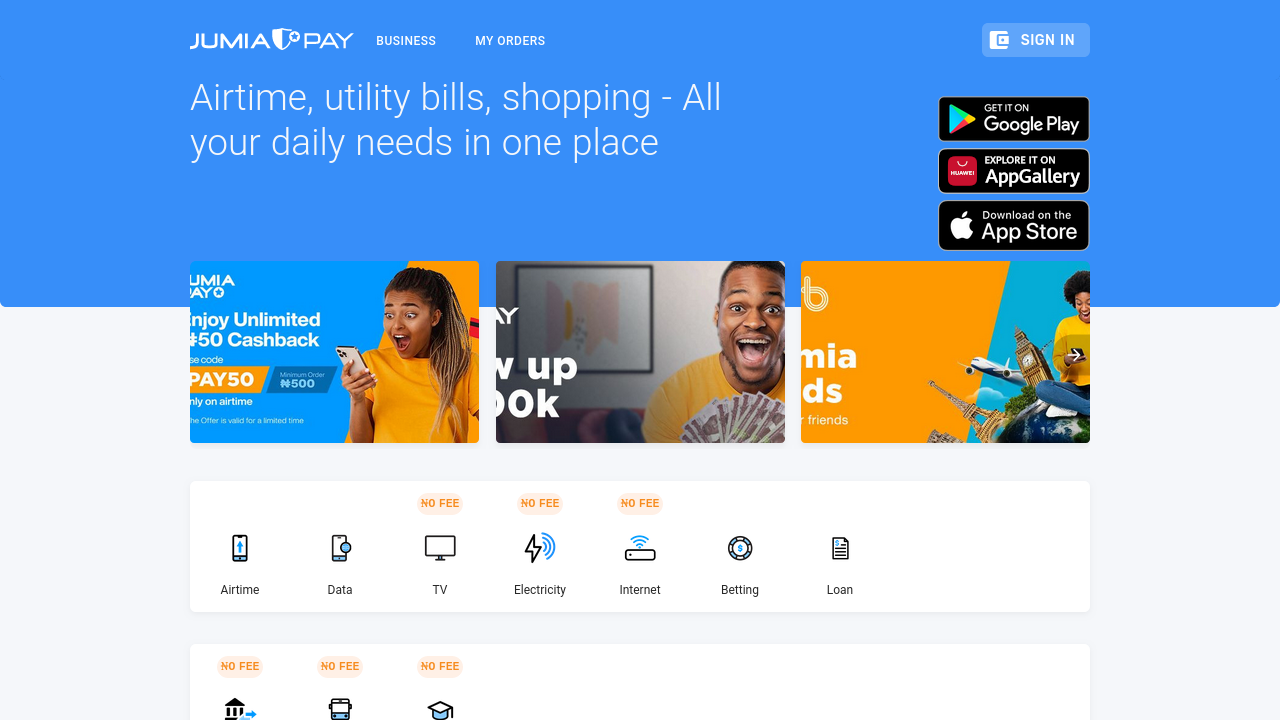 JUMIA PAY
BUSINESS
MY ORDERS
SIGN IN
Airtime, utility bills, shopping - All
your daily needs in one place
GET IT ON
Google Play
HUAWEI
EXPLORE IT ON
AppGallery
Download on the
App Store
UMIA
PAY
njoy Unlimited
₦50 Cashback
se code
PAY50
Minimum Order
₦500
nly on airtime
he Offer is valid for a limited time
AY
w up
00k
b
mia
ds
r friends
NO FEE
NO FEE
NO FEE
Airtime
Data
TV
Electricity
Internet
Betting
Loan
NO FEE
NO FEE
NO FEE